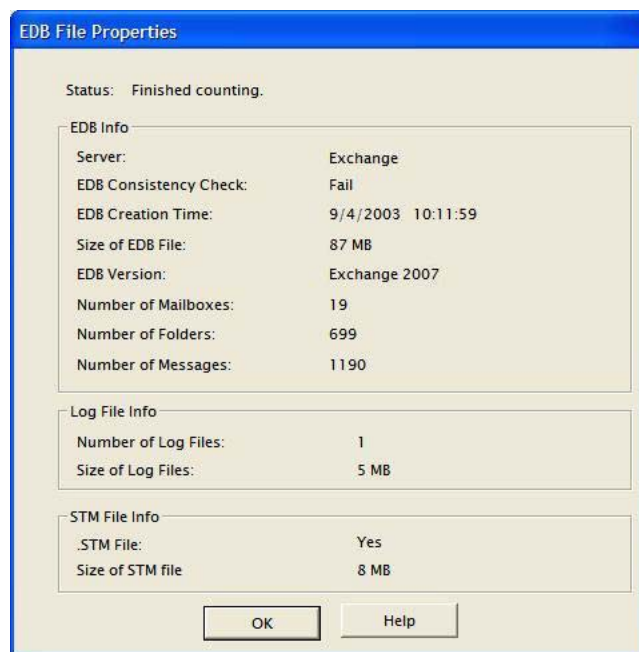 EDB File Properties
Status: Finished counting.
EDB Info
Server: Exchange
EDB Consistency Check: Fail
EDB Creation Time: 9/4/2003 10:11:59
Size of EDB File: 87 MB
EDB Version: Exchange 2007
Number of Mailboxes: 19
Number of Folders: 699
Number of Messages: 1190
Log File Info
Number of Log Files: 1
Size of Log Files: 5 MB
STM File Info
.STM File: Yes
Size of STM file 8 MB
OK Help